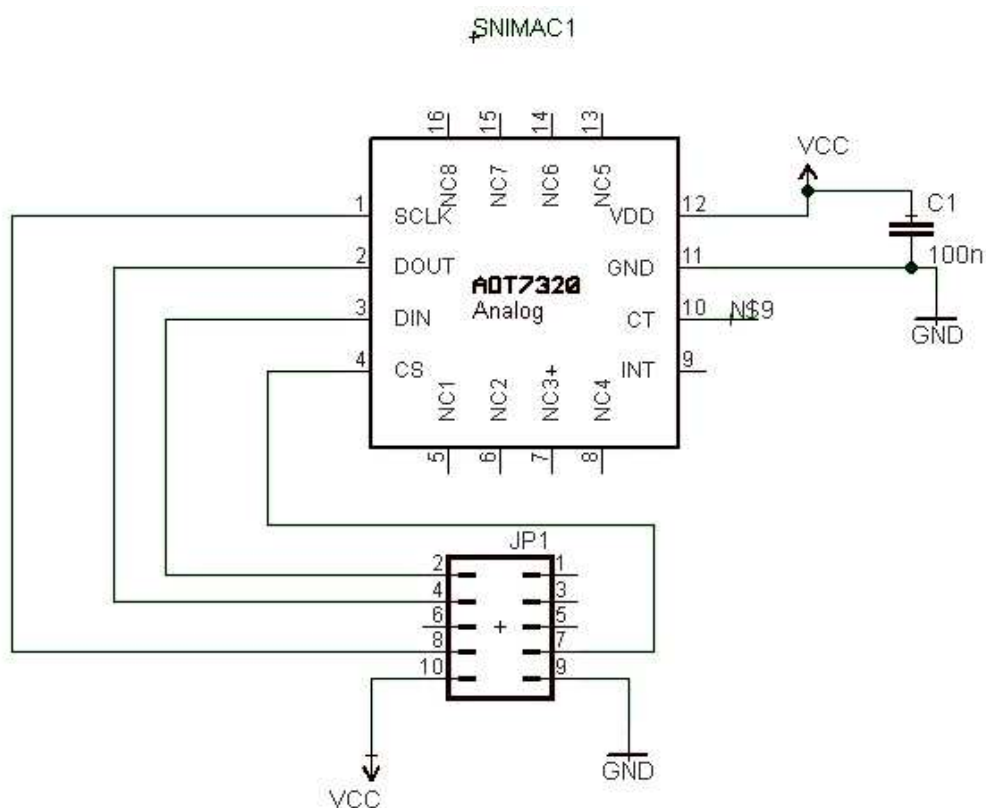 SNIMAC1
16 15 14 13
NC8 NC7 NC6 NC5
VCC
1 SCLK VDD 12
C1
2 DOUT GND 11
100n
ADT7320
Analog
3 DIN CT 10 N$9
GND
4 CS INT 9
NC1 NC2 NC3 NC4
5 6 7 8
JP1
2 1
4 3
6 5
8 7
10 9
VCC
GND